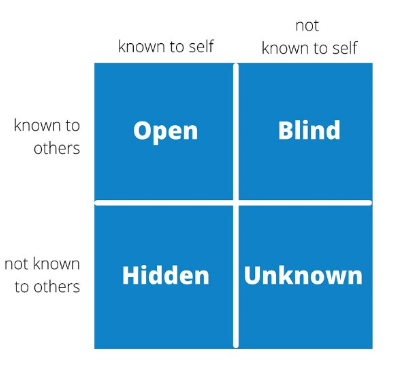 not
known to self
known to self
known to
others
Open
Blind
not known
to others
Hidden
Unknown